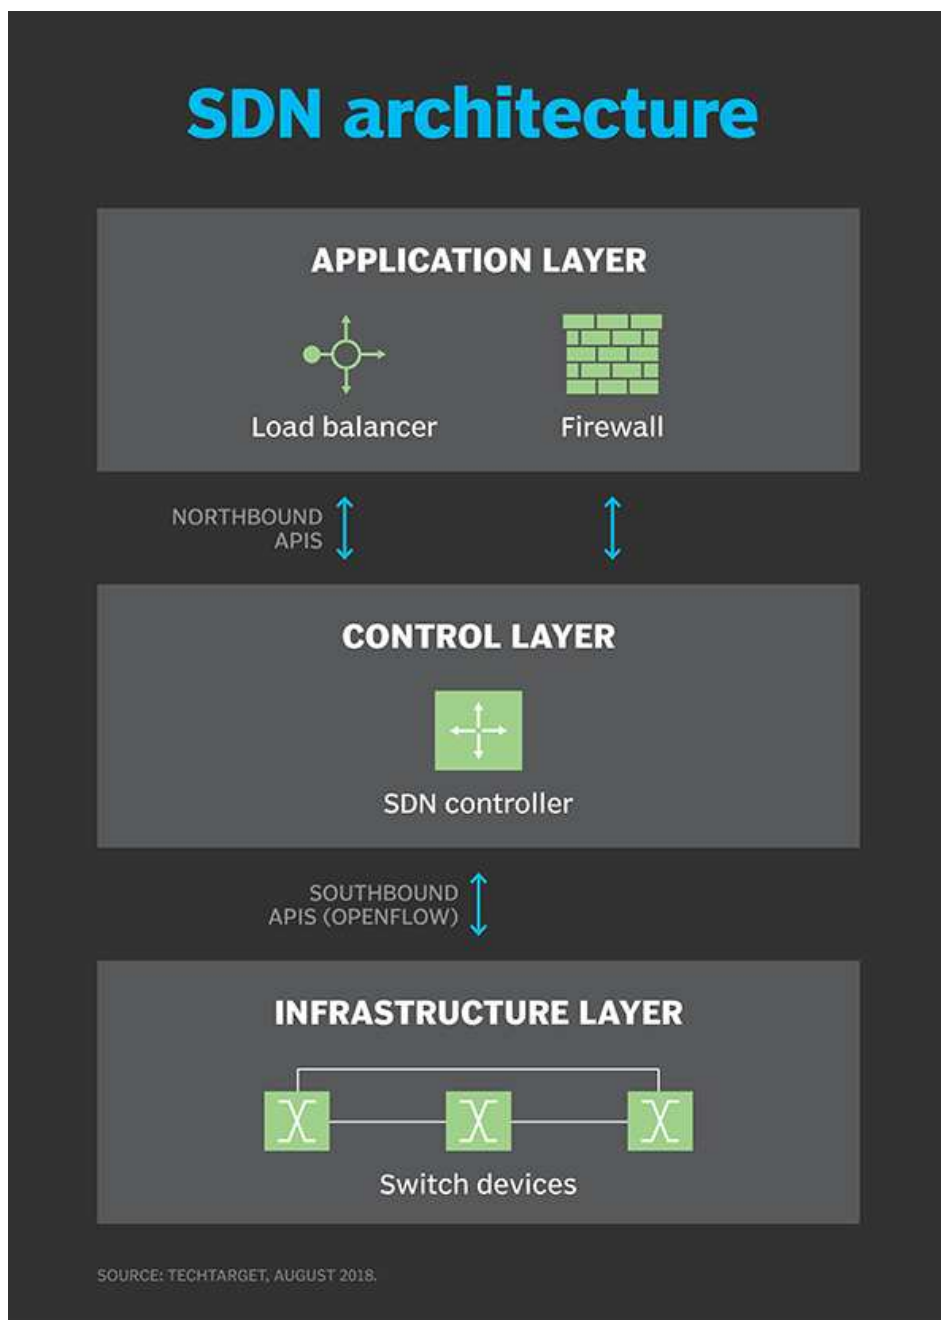 SDN architecture
APPLICATION LAYER
Load balancer
Firewall
NORTHBOUND
APIS
CONTROL LAYER
SDN controller
SOUTHBOUND
APIS (OPENFLOW)
INFRASTRUCTURE LAYER
Switch devices
SOURCE: TECHTARGET, AUGUST 2018.